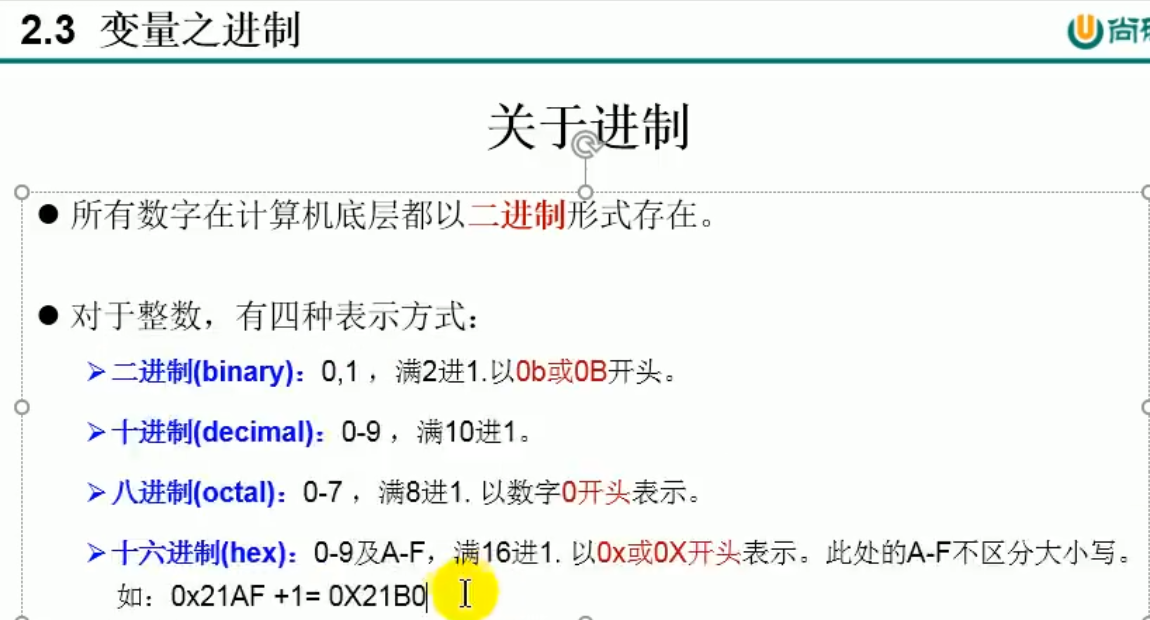 2.3 变量之进制
尚
关于进制
● 所有数字在计算机底层都以二进制形式存在。
● 对于整数，有四种表示方式：
➢二进制(binary)：0,1 ，满2进1.以0b或0B开头。
➢十进制(decimal)：0-9 ，满10进1。
➢八进制(octal)：0-7 ，满8进1. 以数字0开头表示。
➢十六进制(hex)：0-9及A-F，满16进1. 以0x或0X开头表示。此处的A-F不区分大小写。
如：0x21AF +1= 0X21B0